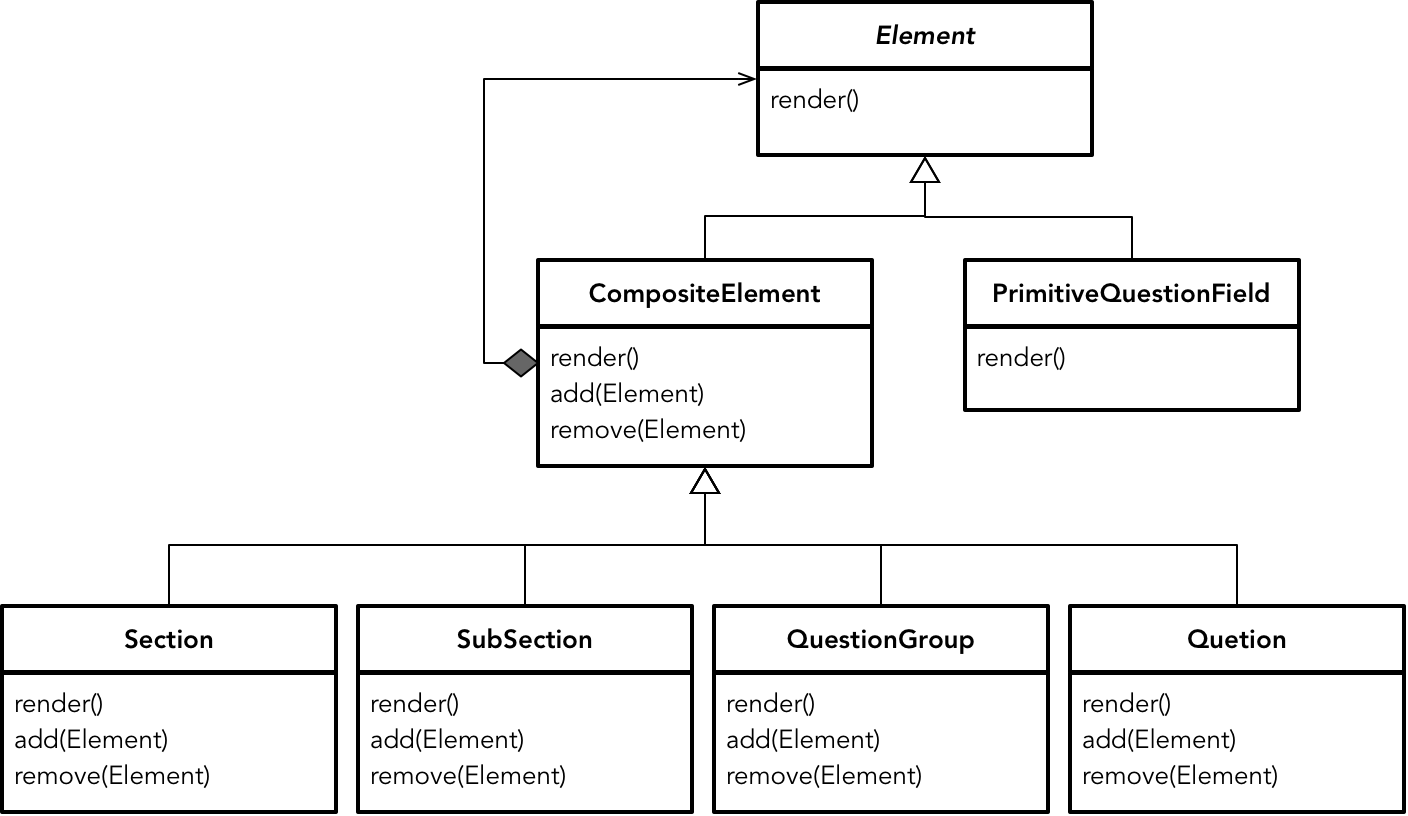 Element
render()
CompositeElement
render()
add(Element)
remove(Element)
PrimitiveQuestionField
render()
Section
render()
add(Element)
remove(Element)
SubSection
render()
add(Element)
remove(Element)
QuestionGroup
render()
add(Element)
remove(Element)
Quetion
render()
add(Element)
remove(Element)